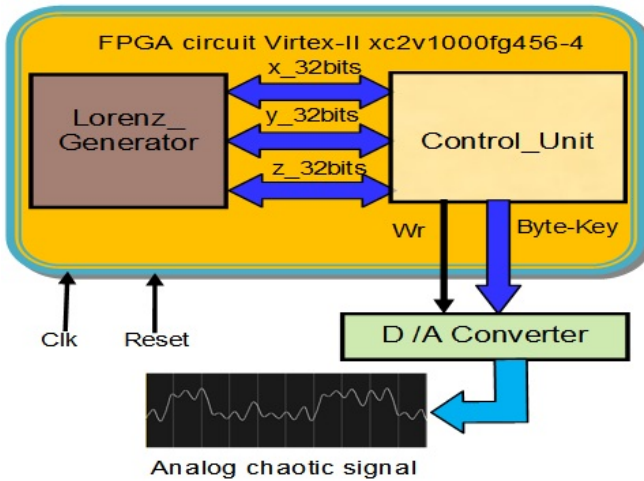 FPGA circuit Virtex-II xc2v1000fg456-4
x_32bits
Lorenz_
Generator
y_32bits
Control_Unit
z_32bits
Wr
Byte-Key
Clk
Reset
D /A Converter
Analog chaotic signal